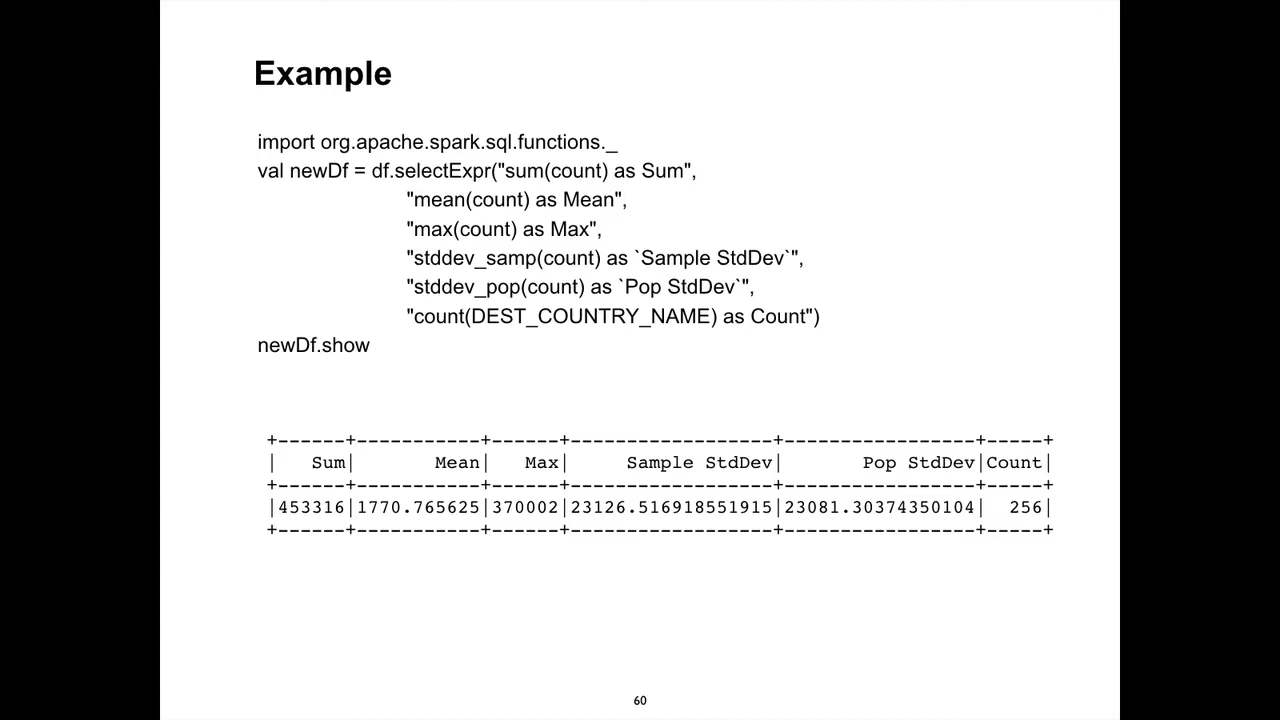 Example
import org.apache.spark.sql.functions._
val newDf = df.selectExpr("sum(count) as Sum",
"mean(count) as Mean",
"max(count) as Max",
"stddev_samp(count) as `Sample StdDev`",
"stddev_pop(count) as `Pop StdDev`",
"count(DEST_COUNTRY_NAME) as Count")
newDf.show
+------+-----------+------+------------------+-----------------+-----+
|   Sum|       Mean|   Max|     Sample StdDev|       Pop StdDev|Count|
+------+-----------+------+------------------+-----------------+-----+
|453316|1770.765625|370002|23126.516918551915|23081.30374350104|  256|
+------+-----------+------+------------------+-----------------+-----+
60